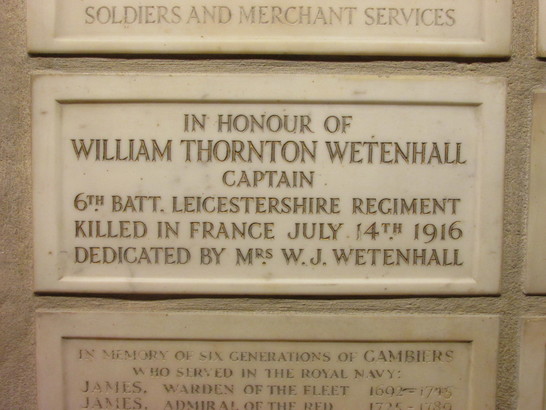 SOLDIERS AND MERCHANT SERVICES
IN HONOUR OF
WILLIAM THORNTON WETENHALL
CAPTAIN
6TH BATT. LEICESTERSHIRE REGIMENT
KILLED IN FRANCE JULY 14TH 1916
DEDICATED BY MRS W. J. WETENHALL
IN MEMORY OF SIX GENERATIONS OF GAMBIERS
WHO SERVED IN THE ROYAL NAVY:
JAMES, WARDEN OF THE FLEET
JAMES, ADMIRAL OF THE RED